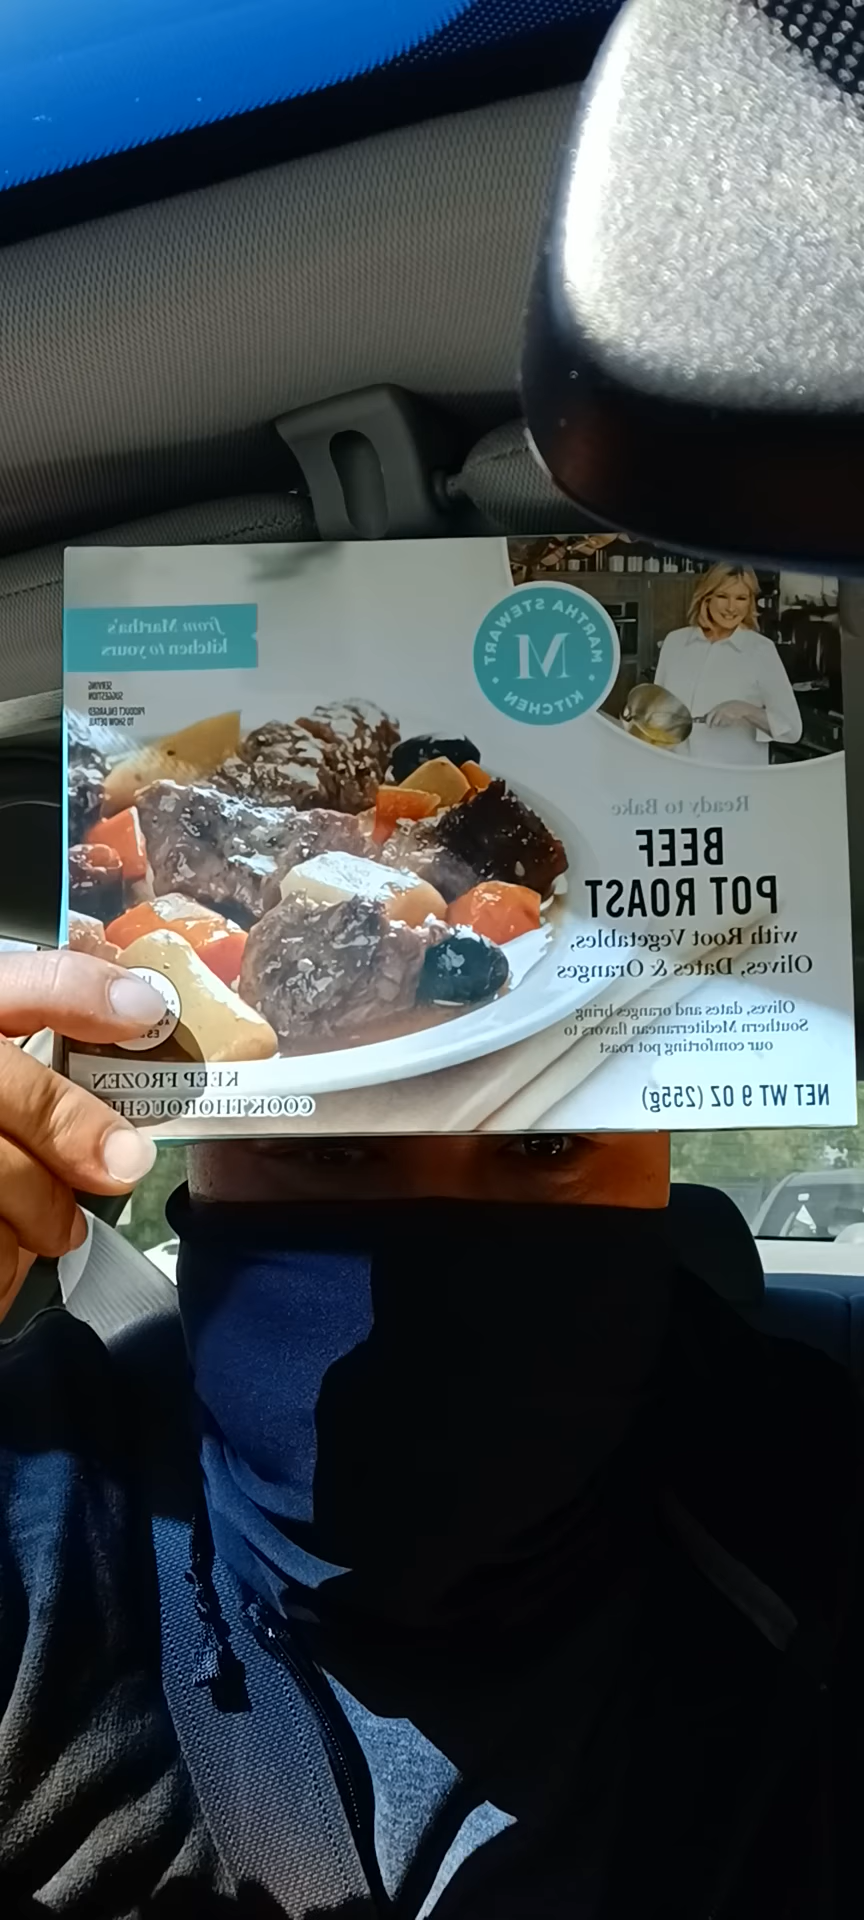 from Martha's
kitchen to yours
SERVING
SUGGESTION
PRODUCT ENLARGED
TO SHOW DETAIL
MARTHA STEWART
M
KITCHEN
Ready to Bake
BEEF
POT ROAST
with Root Vegetables,
Olives, Dates & Oranges
Olives, dates and oranges bring
Southern Mediterranean flavors to
our comforting pot roast
KEEP FROZEN
COOK THOROUGHLY
NET WT 9 OZ (255g)